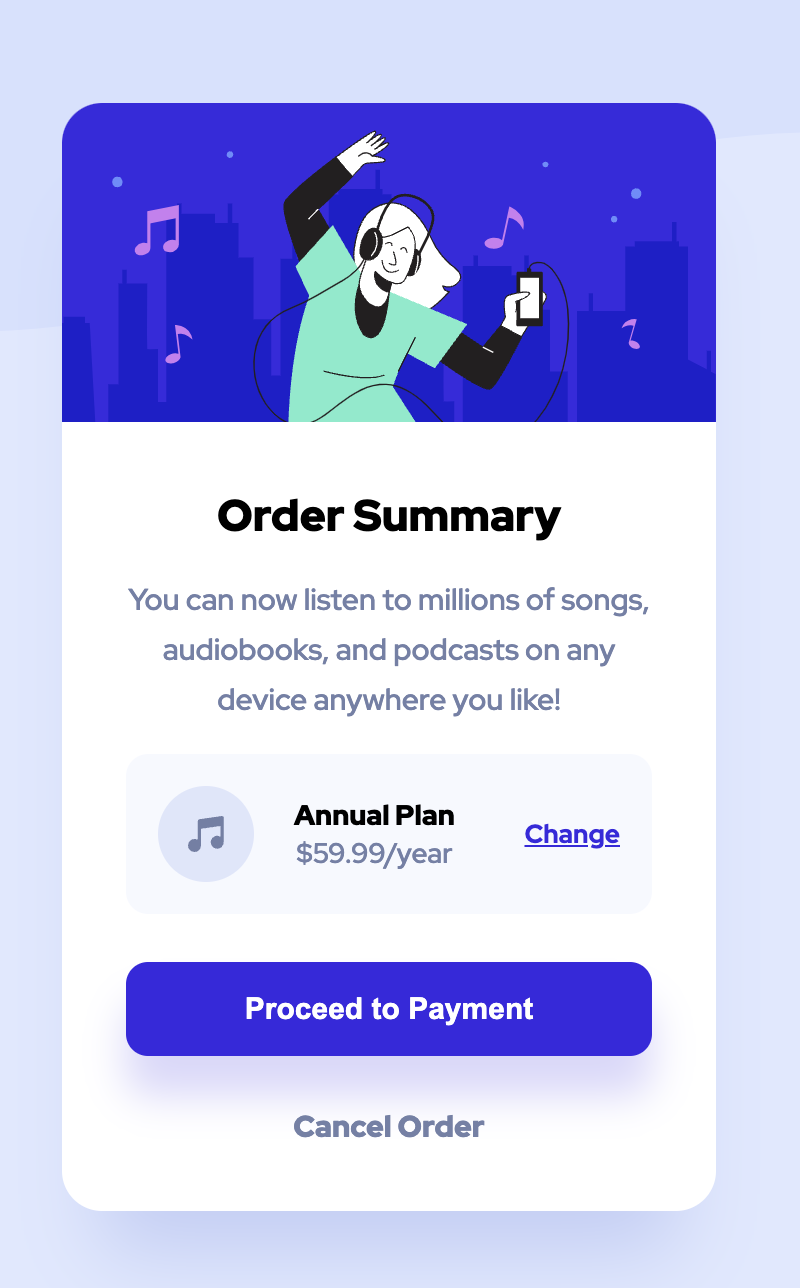 Order Summary
You can now listen to millions of songs,
audiobooks, and podcasts on any
device anywhere you like!
Annual Plan
$59.99/year
Change
Proceed to Payment
Cancel Order